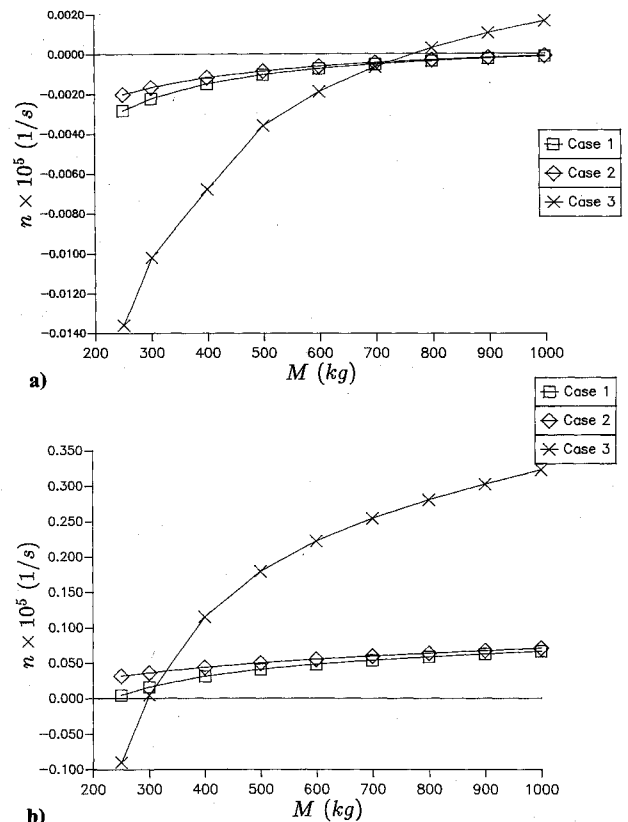 0.0020
0.0000
−0.0020
−0.0040
−0.0060
−0.0080
−0.0100
−0.0120
−0.0140
n × 10⁵ (1/s)
200 300 400 500 600 700 800 900 1000
M (kg)
Case 1
Case 2
Case 3
a)
Case 1
Case 2
Case 3
0.350
0.300
0.250
0.200
0.150
0.100
0.050
0.000
−0.050
−0.100
n × 10⁵ (1/s)
200 300 400 500 600 700 800 900 1000
M (kg)
b)